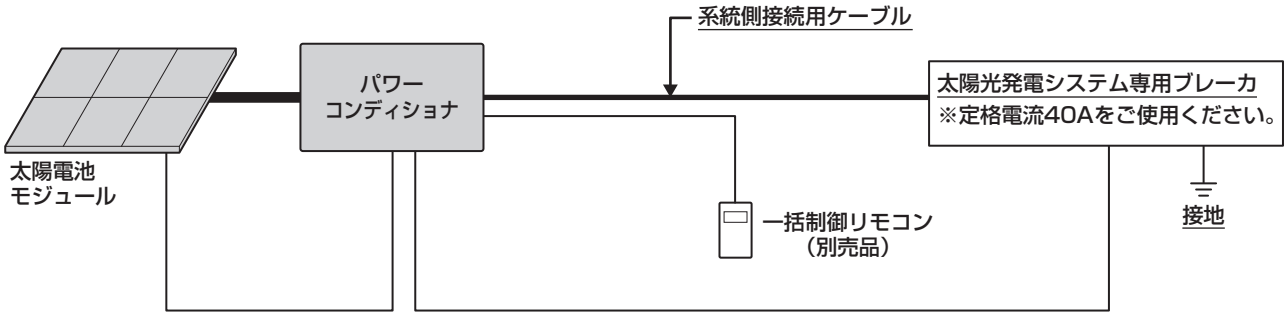 系統側接続用ケーブル
パワー
コンディショナ
太陽光発電システム専用ブレーカ
※定格電流40Aをご使用ください。
太陽電池
モジュール
一括制御リモコン
（別売品）
接地